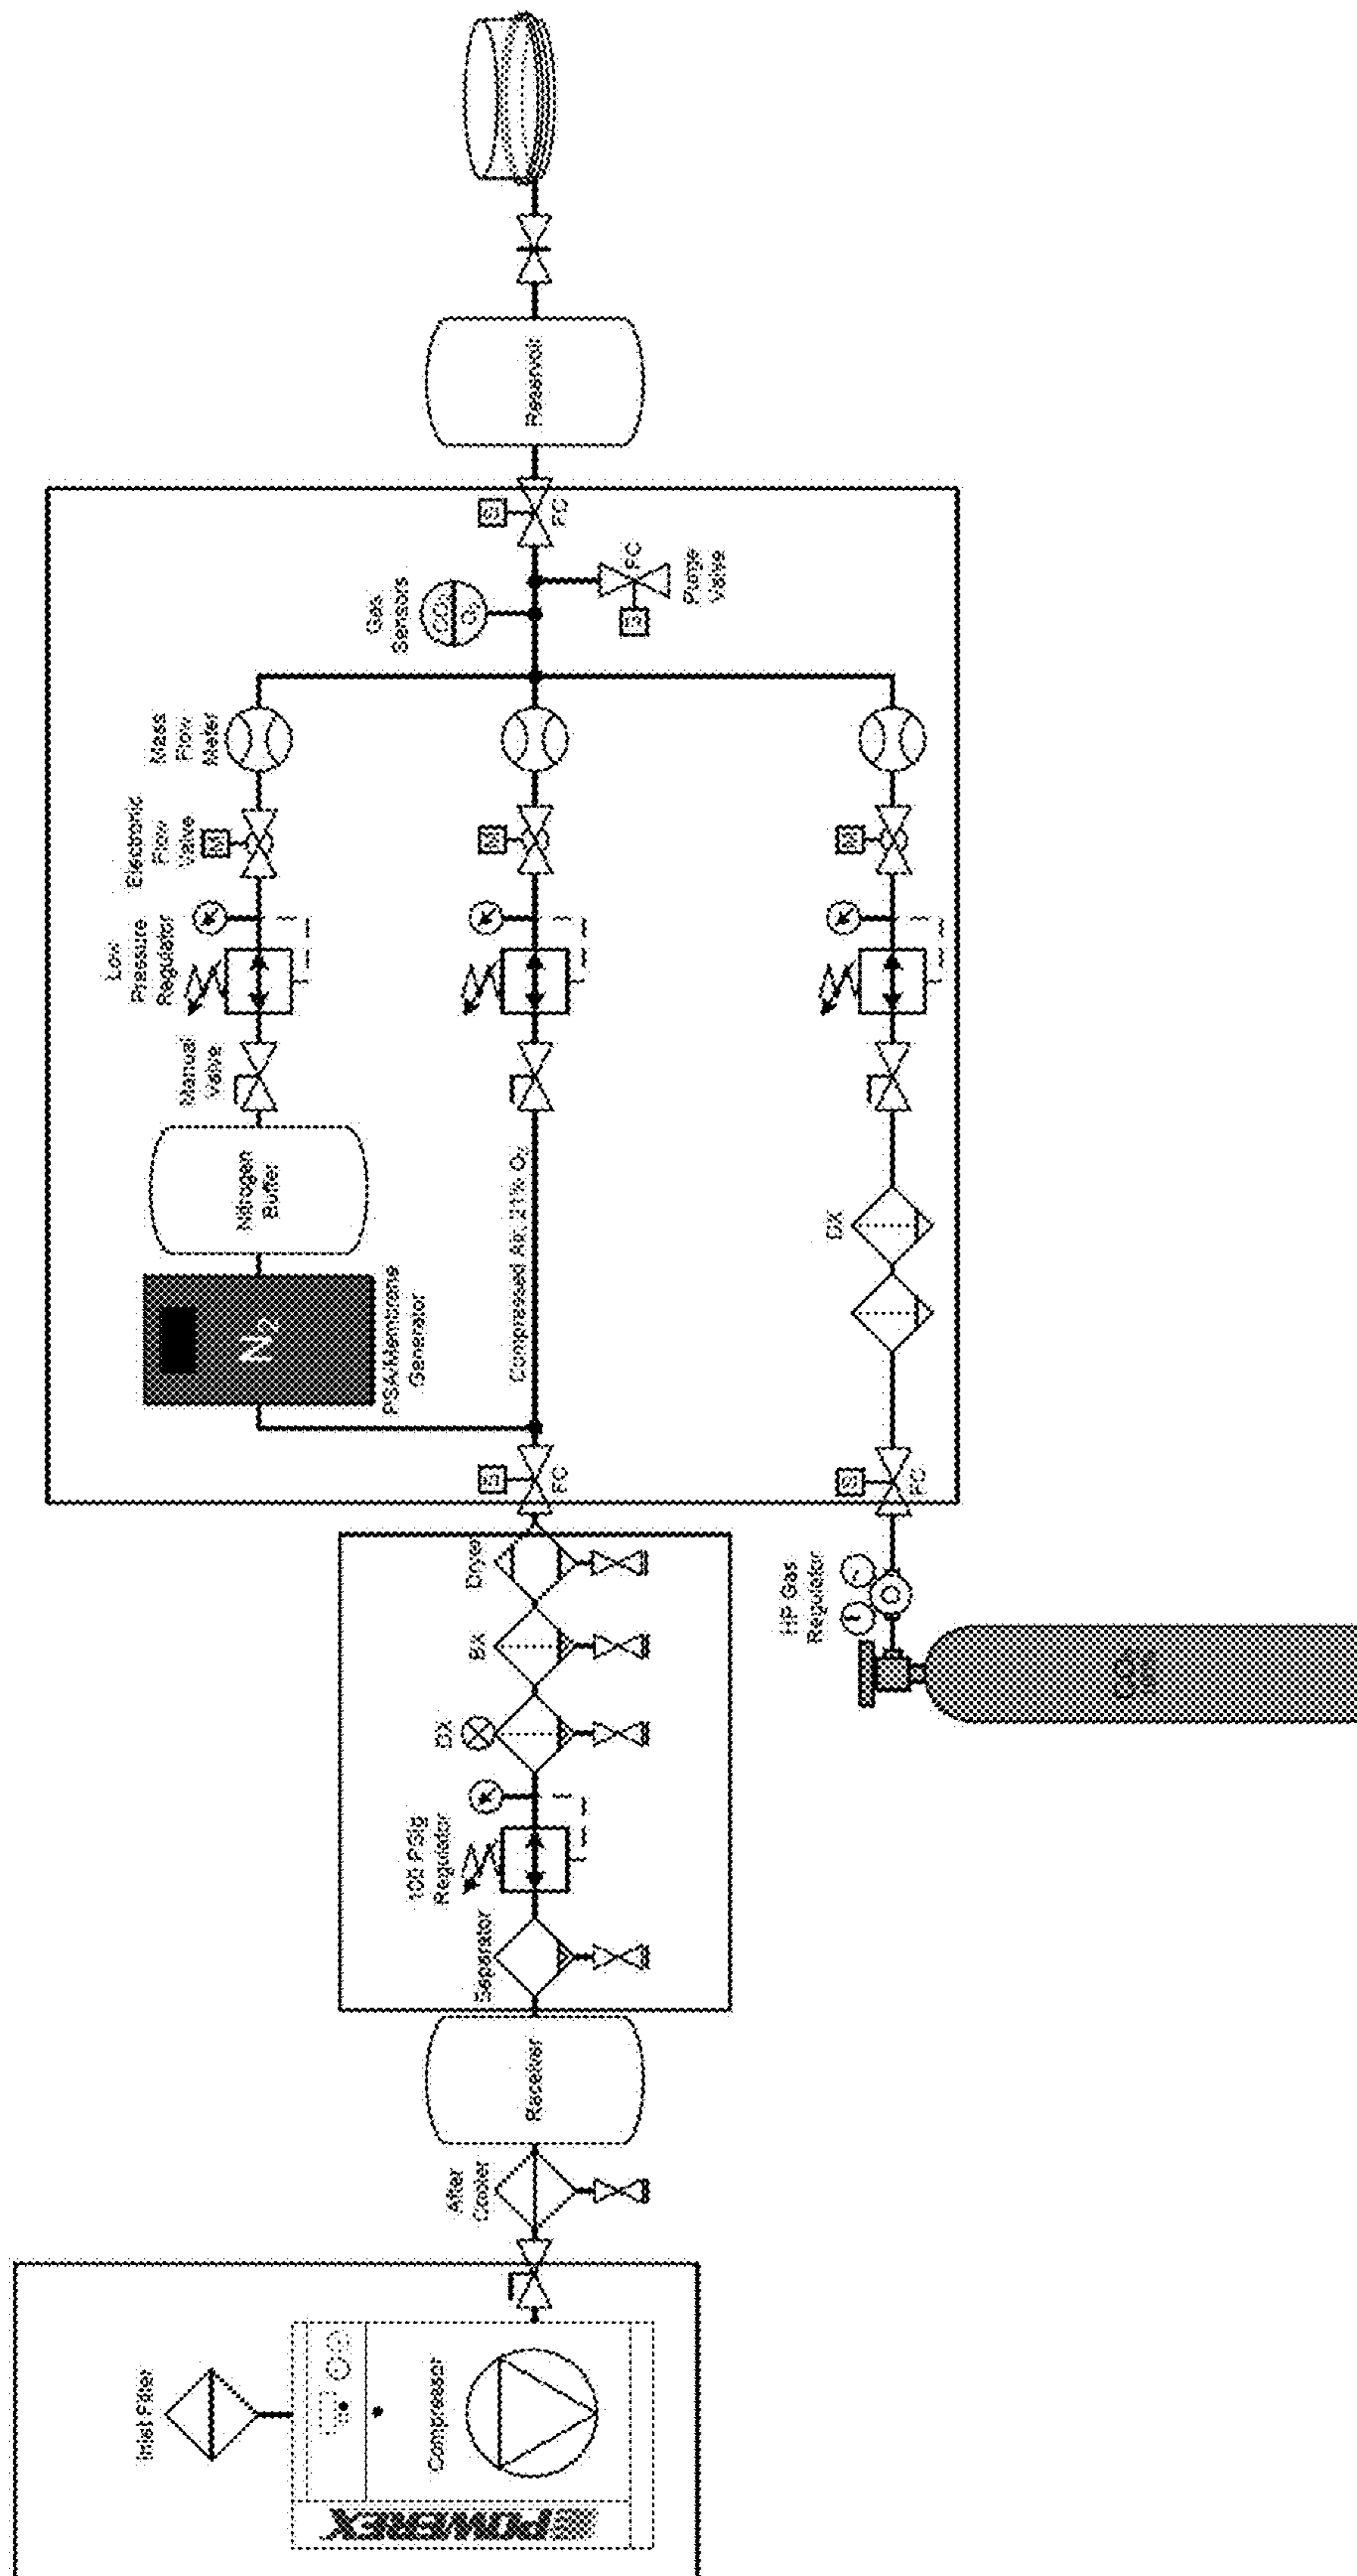 Inlet Filter
POWEREX
Compressor
After
Cooler
Receiver
Separator
100 PSIg
Regulator
DX
BX
Dryer
S
FC
PSA/Membrane
Generator
N₂
Nitrogen
Buffer
Compressed Air, 21% O₂
Manual
Valve
Low
Pressure
Regulator
Electronic
Flow
Valve
M
M
M
Mass
Flow
Meter
Gas
Sensors
CO₂
O₂
S
FC
Purge
Valve
S
FC
Reservoir
HP Gas
Regulator
S
FC